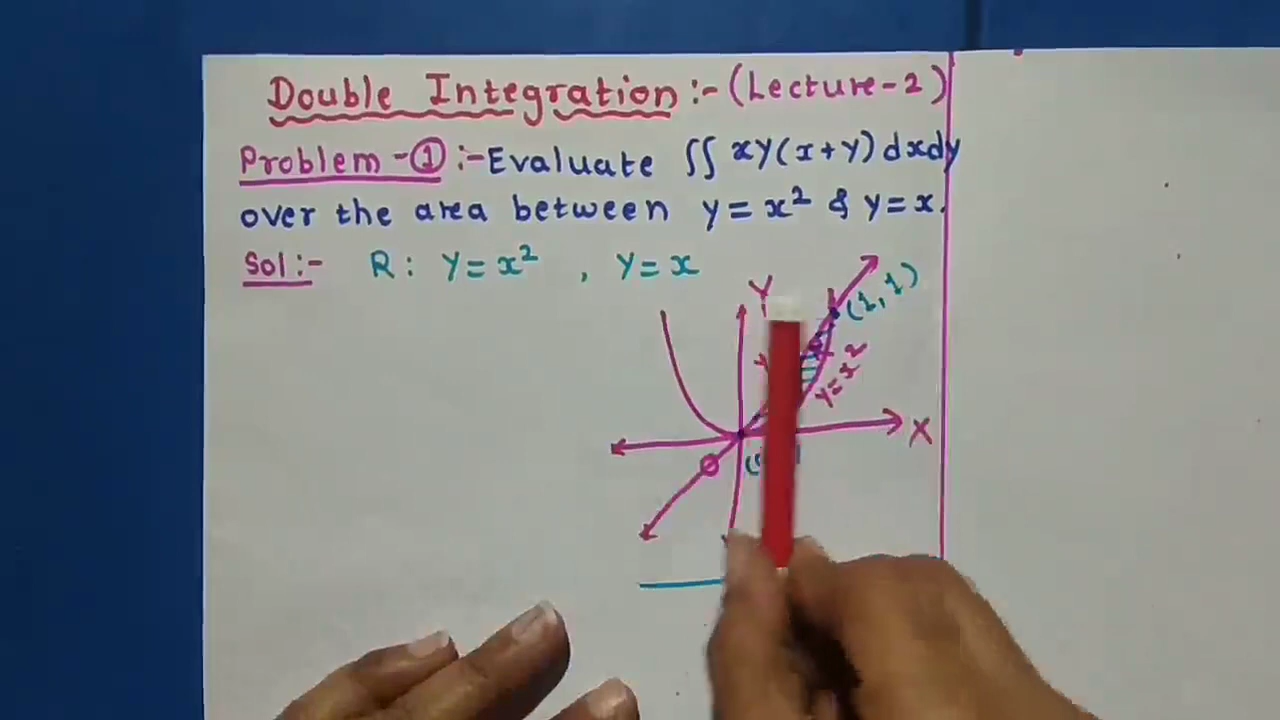 Double Integration :- (Lecture-2)
Problem-① :- Evaluate ∬ xy(x+y) dxdy
over the area between y = x² & y = x.
Sol :- R : y = x² , y = x
Y
(1, 1)
y = x²
X